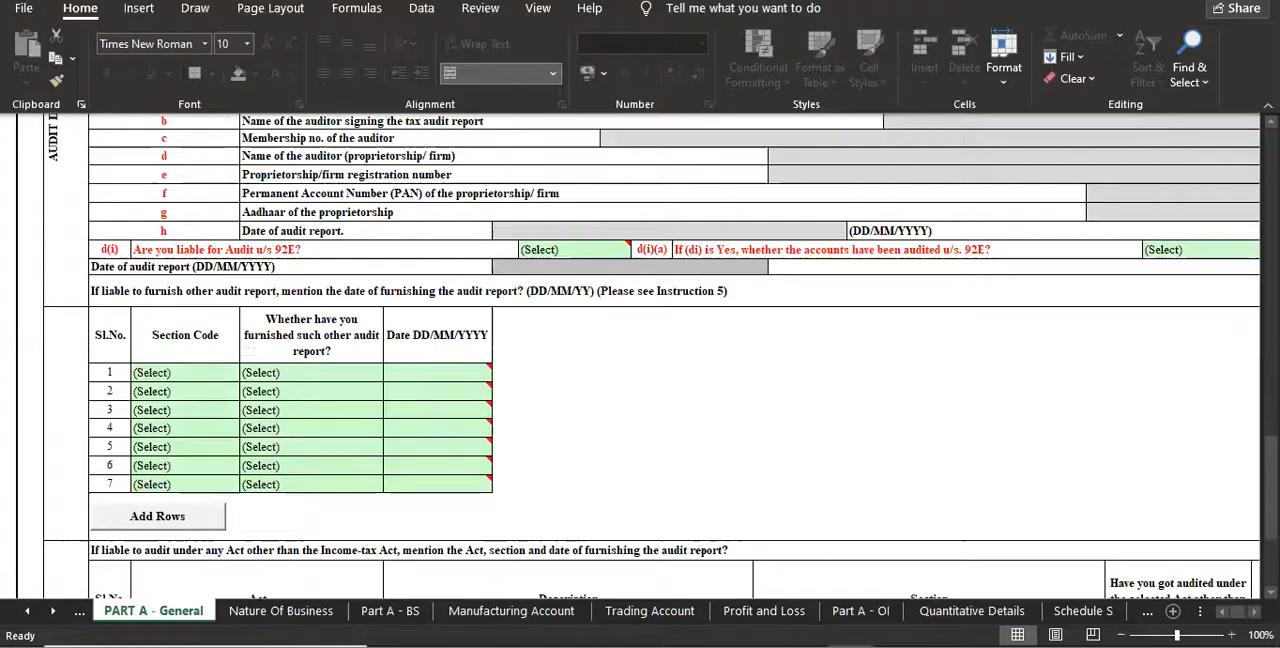 File Home Insert Draw Page Layout Formulas Data Review View Help Tell me what you want to do Share
Times New Roman 10 Wrap Text AutoSum
Paste Conditional Formatting Format as Table Cell Styles Insert Delete Format Fill Clear Sort & Filter Find & Select
Clipboard Font Alignment Number Styles Cells Editing
b Name of the auditor signing the tax audit report
c Membership no. of the auditor
d Name of the auditor (proprietorship/ firm)
e Proprietorship/firm registration number
f Permanent Account Number (PAN) of the proprietorship/ firm
g Aadhaar of the proprietorship
h Date of audit report. (DD/MM/YYYY)
d(i) Are you liable for Audit u/s 92E? (Select) d(i)(a) If (di) is Yes, whether the accounts have been audited u/s. 92E? (Select)
Date of audit report (DD/MM/YYYY)
If liable to furnish other audit report, mention the date of furnishing the audit report? (DD/MM/YY) (Please see Instruction 5)
Sl.No. Section Code Whether have you furnished such other audit report? Date DD/MM/YYYY
1 (Select) (Select)
2 (Select) (Select)
3 (Select) (Select)
4 (Select) (Select)
5 (Select) (Select)
6 (Select) (Select)
7 (Select) (Select)
Add Rows
If liable to audit under any Act other than the Income-tax Act, mention the Act, section and date of furnishing the audit report?
Have you got audited under
Sl.No. Act Description Section the selected Act other than
... PART A - General Nature Of Business Part A - BS Manufacturing Account Trading Account Profit and Loss Part A - OI Quantitative Details Schedule S ...
Ready 100%
AUDIT